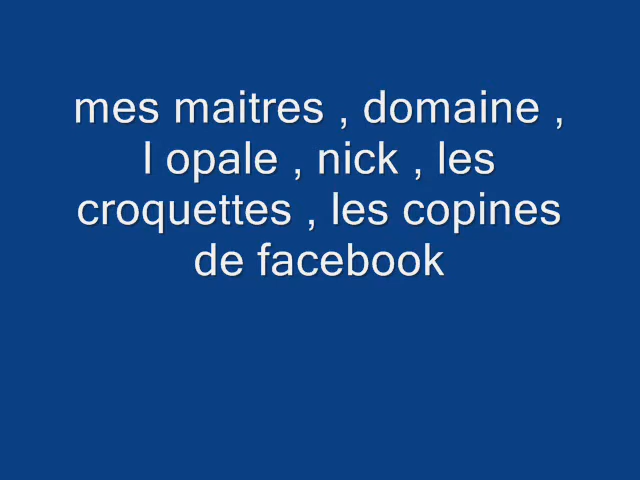 mes maitres , domaine ,
l opale , nick , les
croquettes , les copines
de facebook